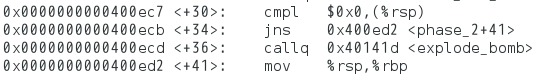 0x0000000000400ec7 <+30>: cmpl $0x0,(%rsp)
0x0000000000400ecb <+34>: jns 0x400ed2 <phase_2+41>
0x0000000000400ecd <+36>: callq 0x40141d <explode_bomb>
0x0000000000400ed2 <+41>: mov %rsp,%rbp